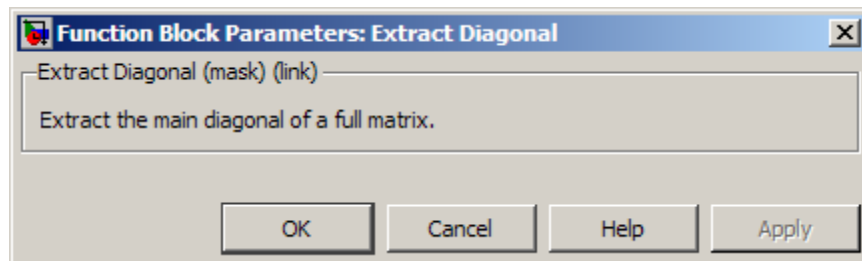 Function Block Parameters: Extract Diagonal
Extract Diagonal (mask) (link)
Extract the main diagonal of a full matrix.
OK Cancel Help Apply